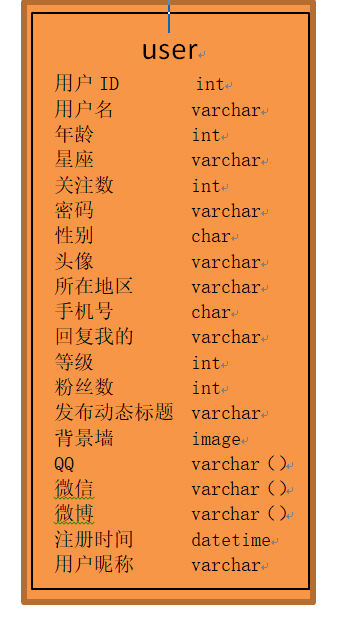 user
用户ID int
用户名 varchar
年龄 int
星座 varchar
关注数 int
密码 varchar
性别 char
头像 varchar
所在地区 varchar
手机号 char
回复我的 varchar
等级 int
粉丝数 int
发布动态标题 varchar
背景墙 image
QQ varchar（）
微信 varchar（）
微博 varchar（）
注册时间 datetime
用户昵称 varchar